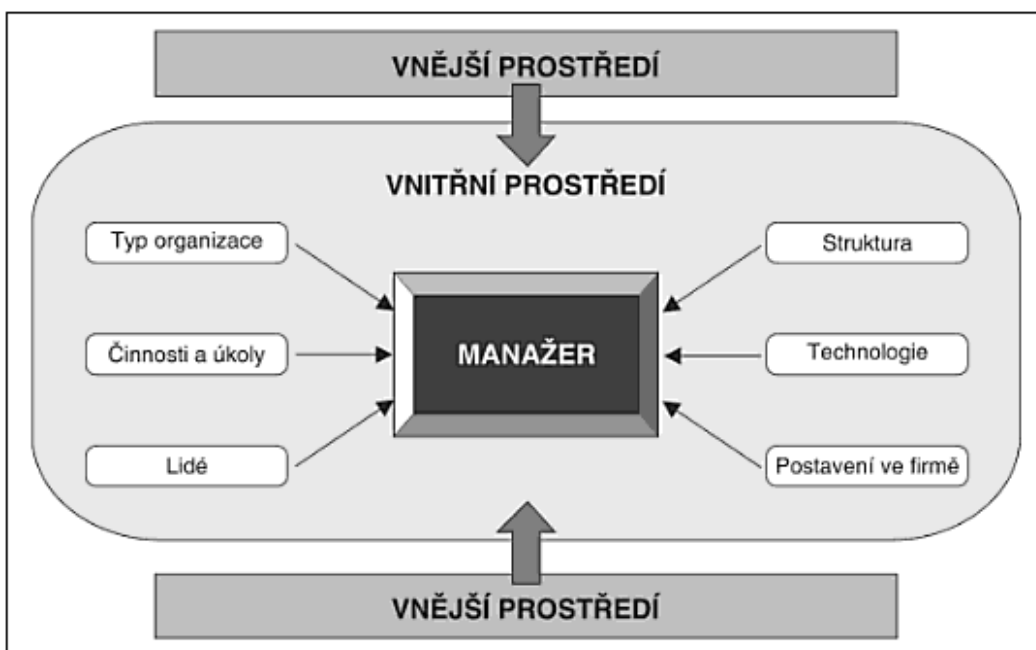 VNĚJŠÍ PROSTŘEDÍ
VNITŘNÍ PROSTŘEDÍ
Typ organizace
Struktura
Činnosti a úkoly
MANAŽER
Technologie
Lidé
Postavení ve firmě
VNĚJŠÍ PROSTŘEDÍ